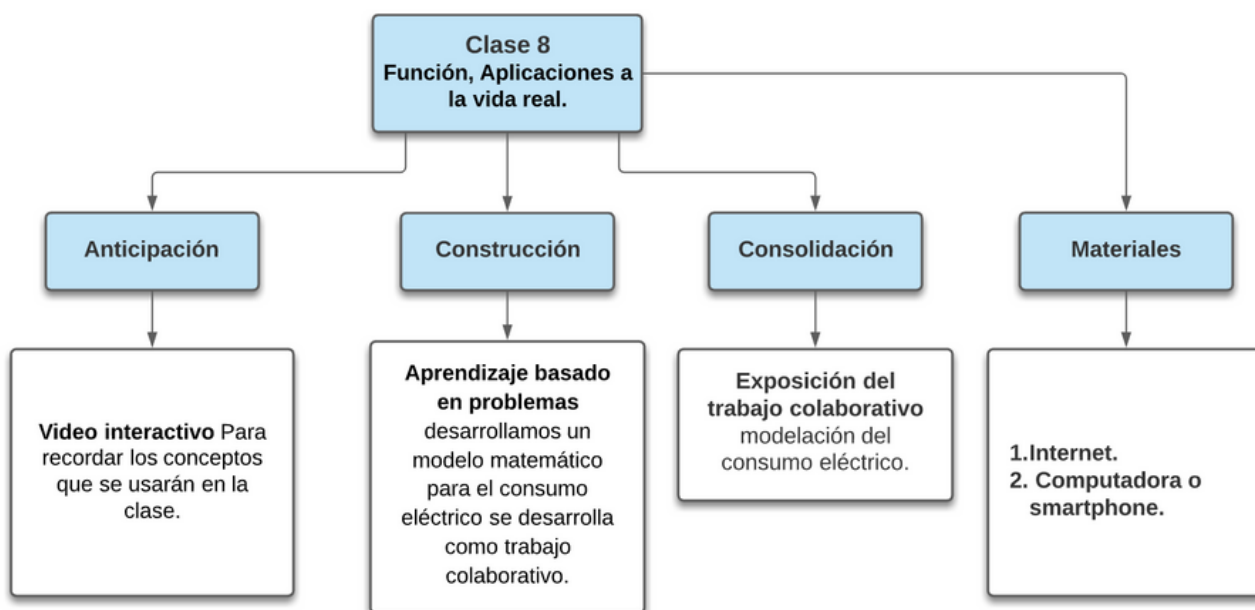 Clase 8
Función, Aplicaciones a
la vida real.
Anticipación
Construcción
Consolidación
Materiales
Video interactivo Para
recordar los conceptos
que se usarán en la
clase.
Aprendizaje basado
en problemas
desarrollamos un
modelo matemático
para el consumo
eléctrico se desarrolla
como trabajo
colaborativo.
Exposición del
trabajo colaborativo
modelación del
consumo eléctrico.
1.Internet.
2. Computadora o
smartphone.